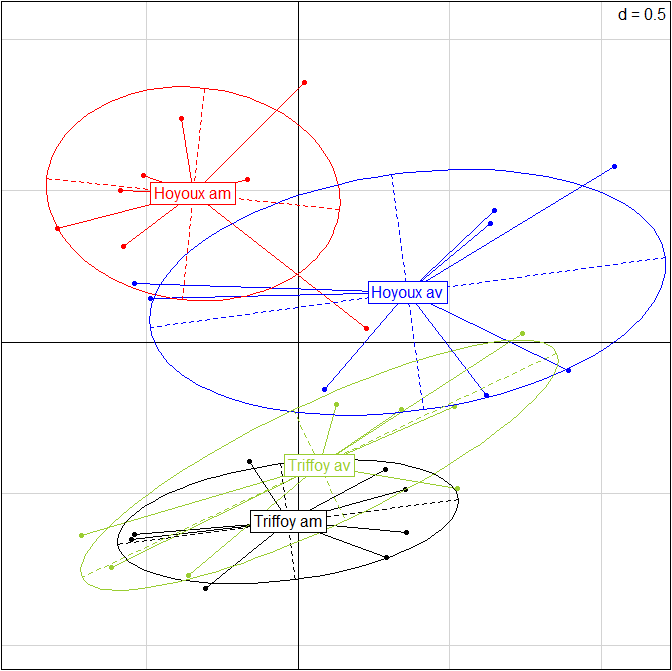 d = 0.5
Hoyoux am
Hoyoux av
Triffoy av
Triffoy am